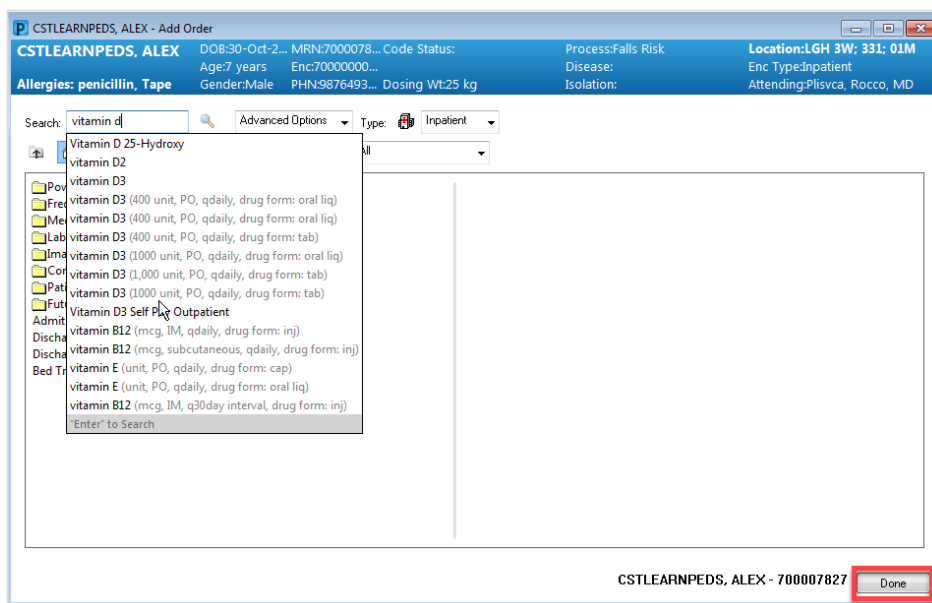 P CSTLEARNPEDS, ALEX - Add Order
CSTLEARNPEDS, ALEX DOB:30-Oct-2... MRN:7000078... Code Status: Process:Falls Risk Location:LGH 3W; 331; 01M
Age:7 years Enc:70000000... Disease: Enc Type:Inpatient
Allergies: penicillin, Tape Gender:Male PHN:9876493... Dosing Wt:25 kg Isolation: Attending:Plisvca, Rocco, MD
Search: vitamin d Advanced Options Type: Inpatient
Vitamin D 25-Hydroxy
vitamin D2
vitamin D3
vitamin D3 (400 unit, PO, qdaily, drug form: oral liq)
vitamin D3 (400 unit, PO, qdaily, drug form: oral liq)
vitamin D3 (400 unit, PO, qdaily, drug form: tab)
vitamin D3 (1000 unit, PO, qdaily, drug form: oral liq)
vitamin D3 (1,000 unit, PO, qdaily, drug form: tab)
vitamin D3 (1000 unit, PO, qdaily, drug form: tab)
Vitamin D3 Self Pay Outpatient
vitamin B12 (mcg, IM, qdaily, drug form: inj)
vitamin B12 (mcg, subcutaneous, qdaily, drug form: inj)
vitamin E (unit, PO, qdaily, drug form: cap)
vitamin E (unit, PO, qdaily, drug form: oral liq)
vitamin B12 (mcg, IM, q30day interval, drug form: inj)
"Enter" to Search
Pow
Lab
Admit
Discha
Discha
Bed Tr
CSTLEARNPEDS, ALEX - 700007827 Done